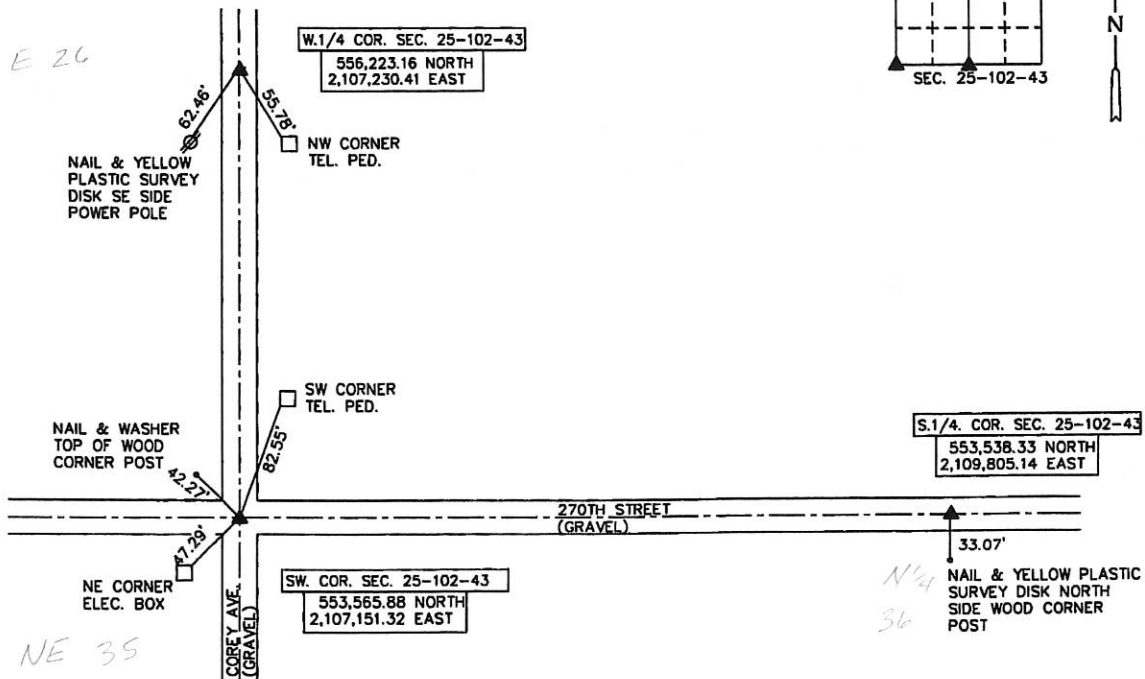 E 26
W.1/4 COR. SEC. 25-102-43
556,223.16 NORTH
2,107,230.41 EAST
N
SEC. 25-102-43
62.46'
55.78'
NAIL & YELLOW
PLASTIC SURVEY
DISK SE SIDE
POWER POLE
NW CORNER
TEL. PED.
SW CORNER
TEL. PED.
82.55'
NAIL & WASHER
TOP OF WOOD
CORNER POST
42.27'
S.1/4. COR. SEC. 25-102-43
553,538.33 NORTH
2,109,805.14 EAST
270TH STREET
(GRAVEL)
47.29'
NE CORNER
ELEC. BOX
SW. COR. SEC. 25-102-43
553,565.88 NORTH
2,107,151.32 EAST
COREY AVE.
(GRAVEL)
33.07'
NAIL & YELLOW PLASTIC
SURVEY DISK NORTH
SIDE WOOD CORNER
POST
N 1/4
36
NE 35